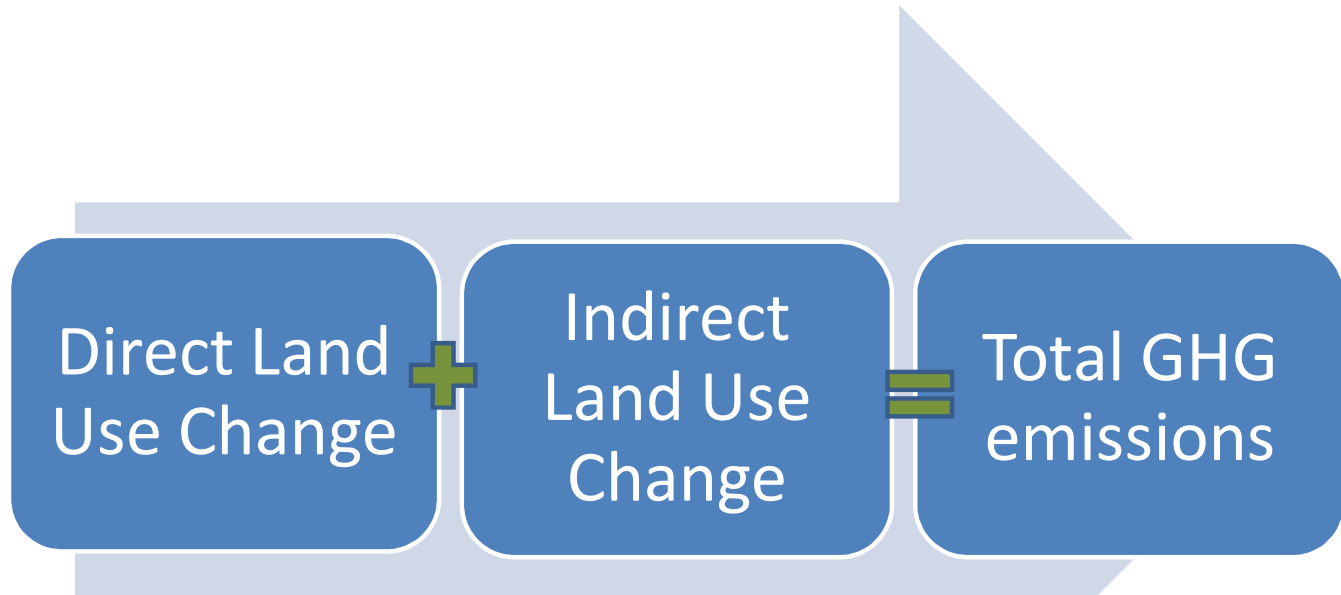 Direct Land
Use Change
Indirect
Land Use
Change
Total GHG
emissions